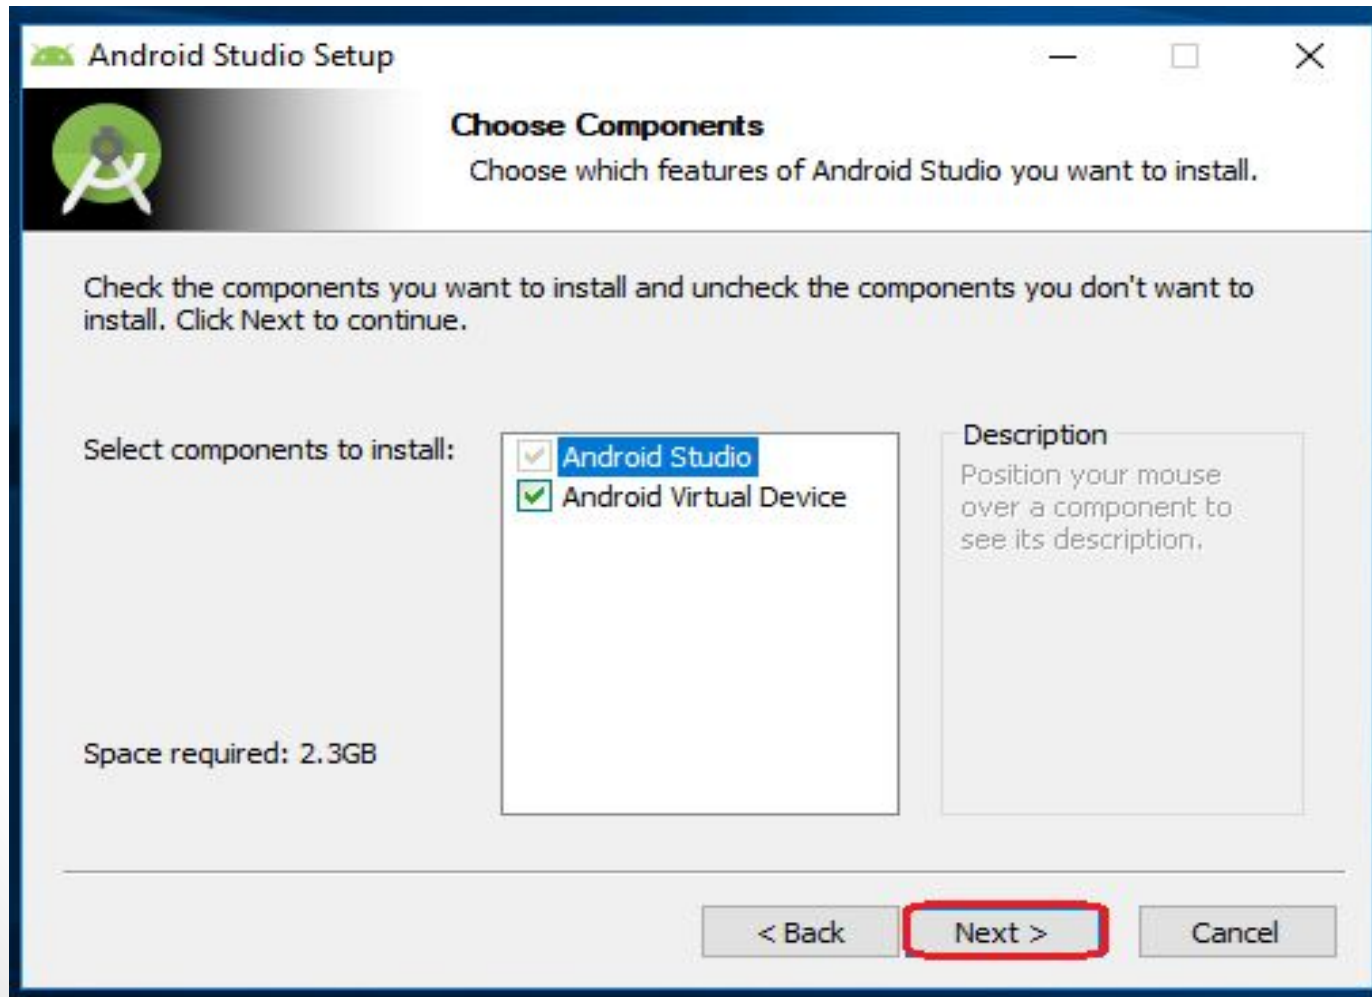 Android Studio Setup
Choose Components
Choose which features of Android Studio you want to install.
Check the components you want to install and uncheck the components you don't want to
install. Click Next to continue.
Select components to install:
Android Studio
Android Virtual Device
Description
Position your mouse
over a component to
see its description.
Space required: 2.3GB
< Back
Next >
Cancel